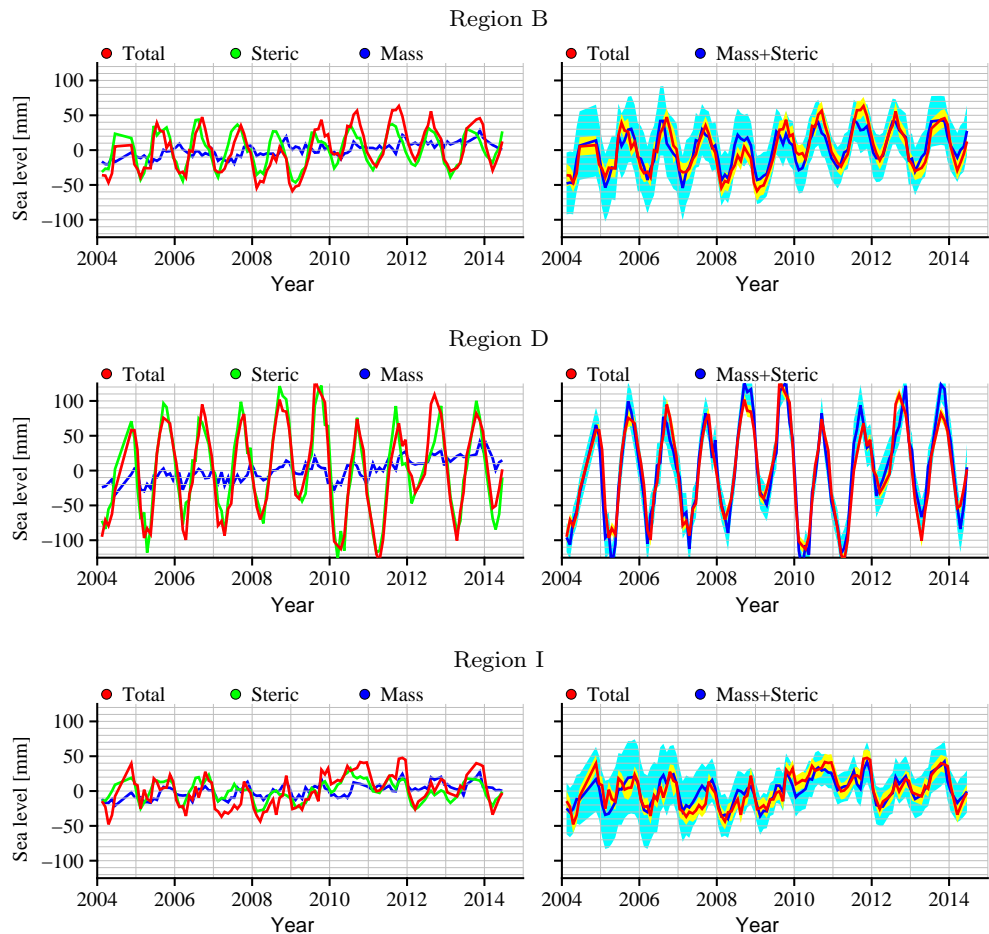 Region B
Total Steric Mass
Total Mass+Steric
Sea level [mm]
100
50
0
−50
−100
2004 2006 2008 2010 2012 2014
Year
2004 2006 2008 2010 2012 2014
Year
Region D
Total Steric Mass
Total Mass+Steric
Sea level [mm]
100
50
0
−50
−100
2004 2006 2008 2010 2012 2014
Year
2004 2006 2008 2010 2012 2014
Year
Region I
Total Steric Mass
Total Mass+Steric
Sea level [mm]
100
50
0
−50
−100
2004 2006 2008 2010 2012 2014
Year
2004 2006 2008 2010 2012 2014
Year